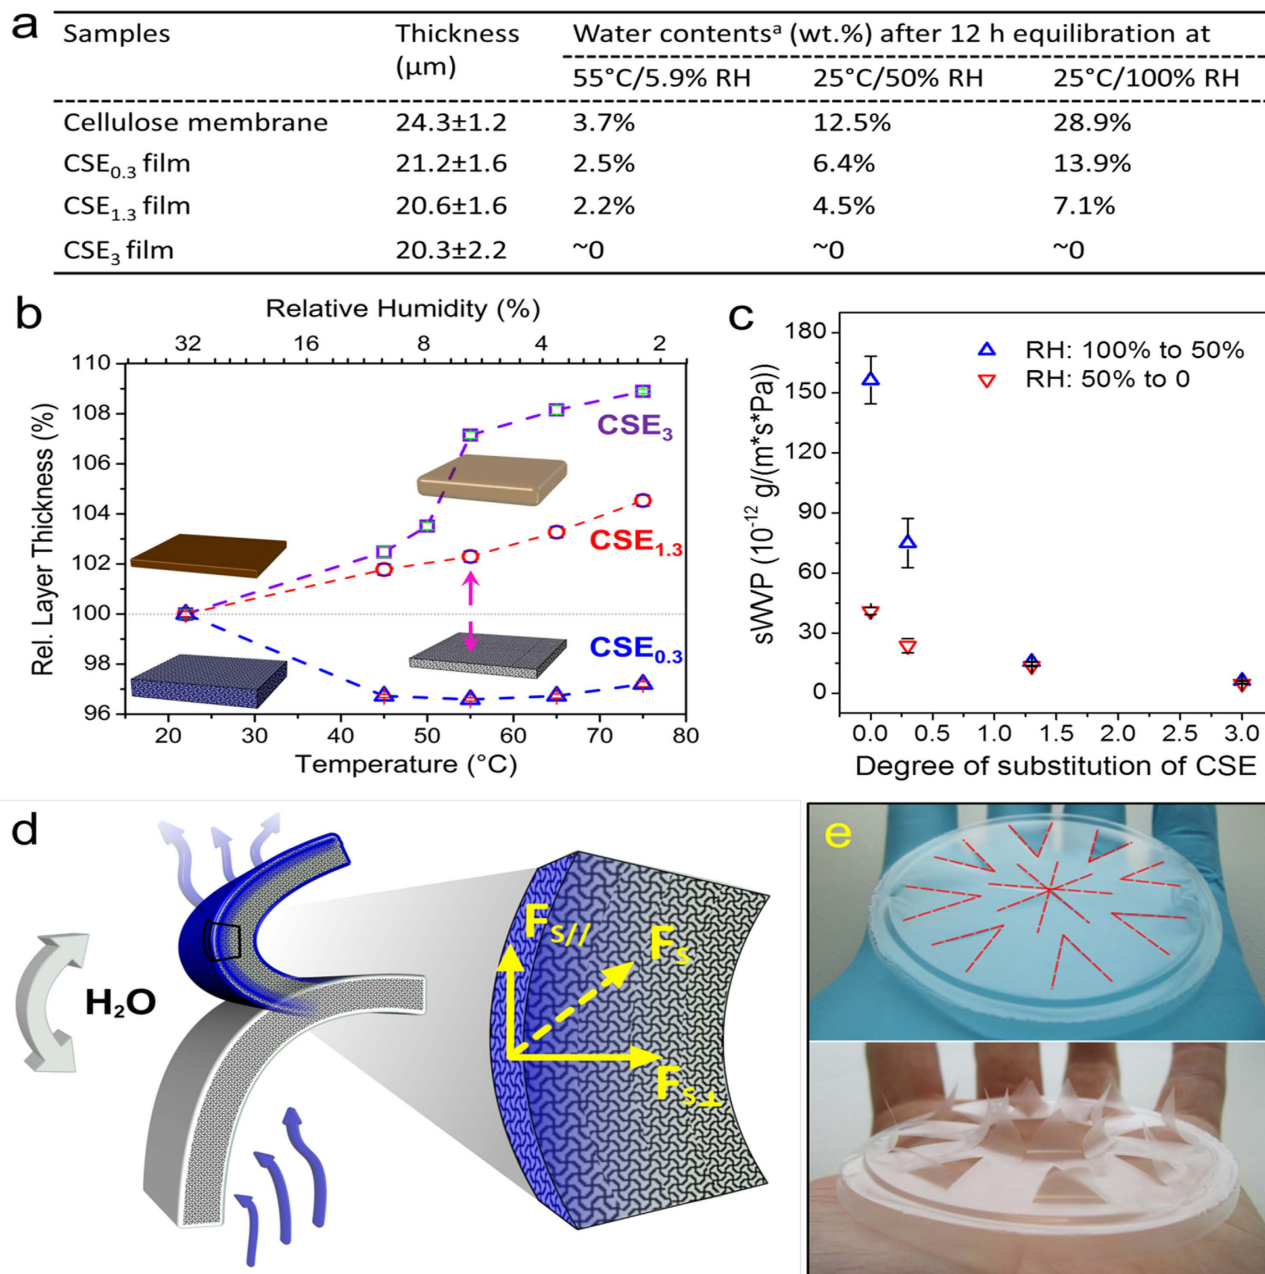 a
Samples Thickness Water contentsᵃ (wt.%) after 12 h equilibration at
(μm) 55°C/5.9% RH 25°C/50% RH 25°C/100% RH
Cellulose membrane 24.3±1.2 3.7% 12.5% 28.9%
CSE₀.₃ film 21.2±1.6 2.5% 6.4% 13.9%
CSE₁.₃ film 20.6±1.6 2.2% 4.5% 7.1%
CSE₃ film 20.3±2.2 ~0 ~0 ~0
b
Relative Humidity (%)
32 16 8 4 2
Rel. Layer Thickness (%)
110
108
106
104
102
100
98
96
CSE₃
CSE₁.₃
CSE₀.₃
20 30 40 50 60 70 80
Temperature (°C)
c
sWVP (10⁻¹² g/(m*s*Pa))
180
150
120
90
60
30
0
RH: 100% to 50%
RH: 50% to 0
0.0 0.5 1.0 1.5 2.0 2.5 3.0
Degree of substitution of CSE
d
H₂O
F_S//
F_S
F_S⊥
e